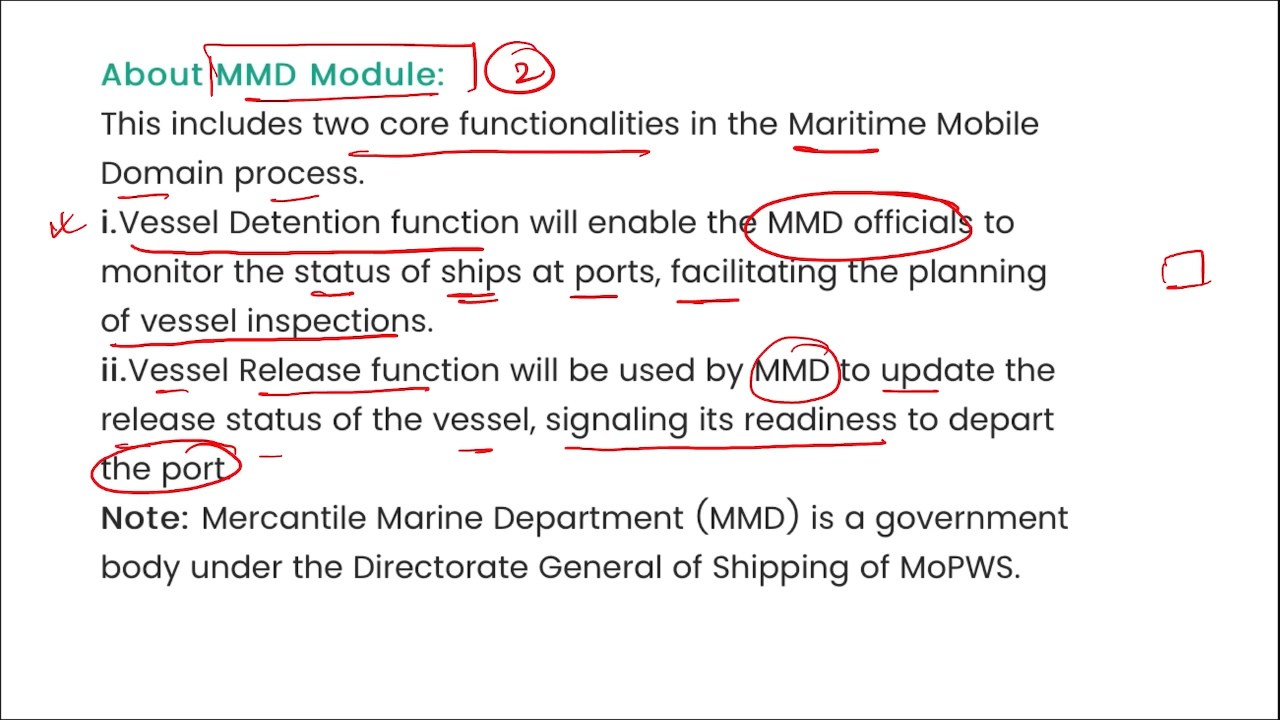 About MMD Module: 2
This includes two core functionalities in the Maritime Mobile
Domain process.
i.Vessel Detention function will enable the MMD officials to
monitor the status of ships at ports, facilitating the planning
of vessel inspections.
ii.Vessel Release function will be used by MMD to update the
release status of the vessel, signaling its readiness to depart
the port
Note: Mercantile Marine Department (MMD) is a government
body under the Directorate General of Shipping of MoPWS.